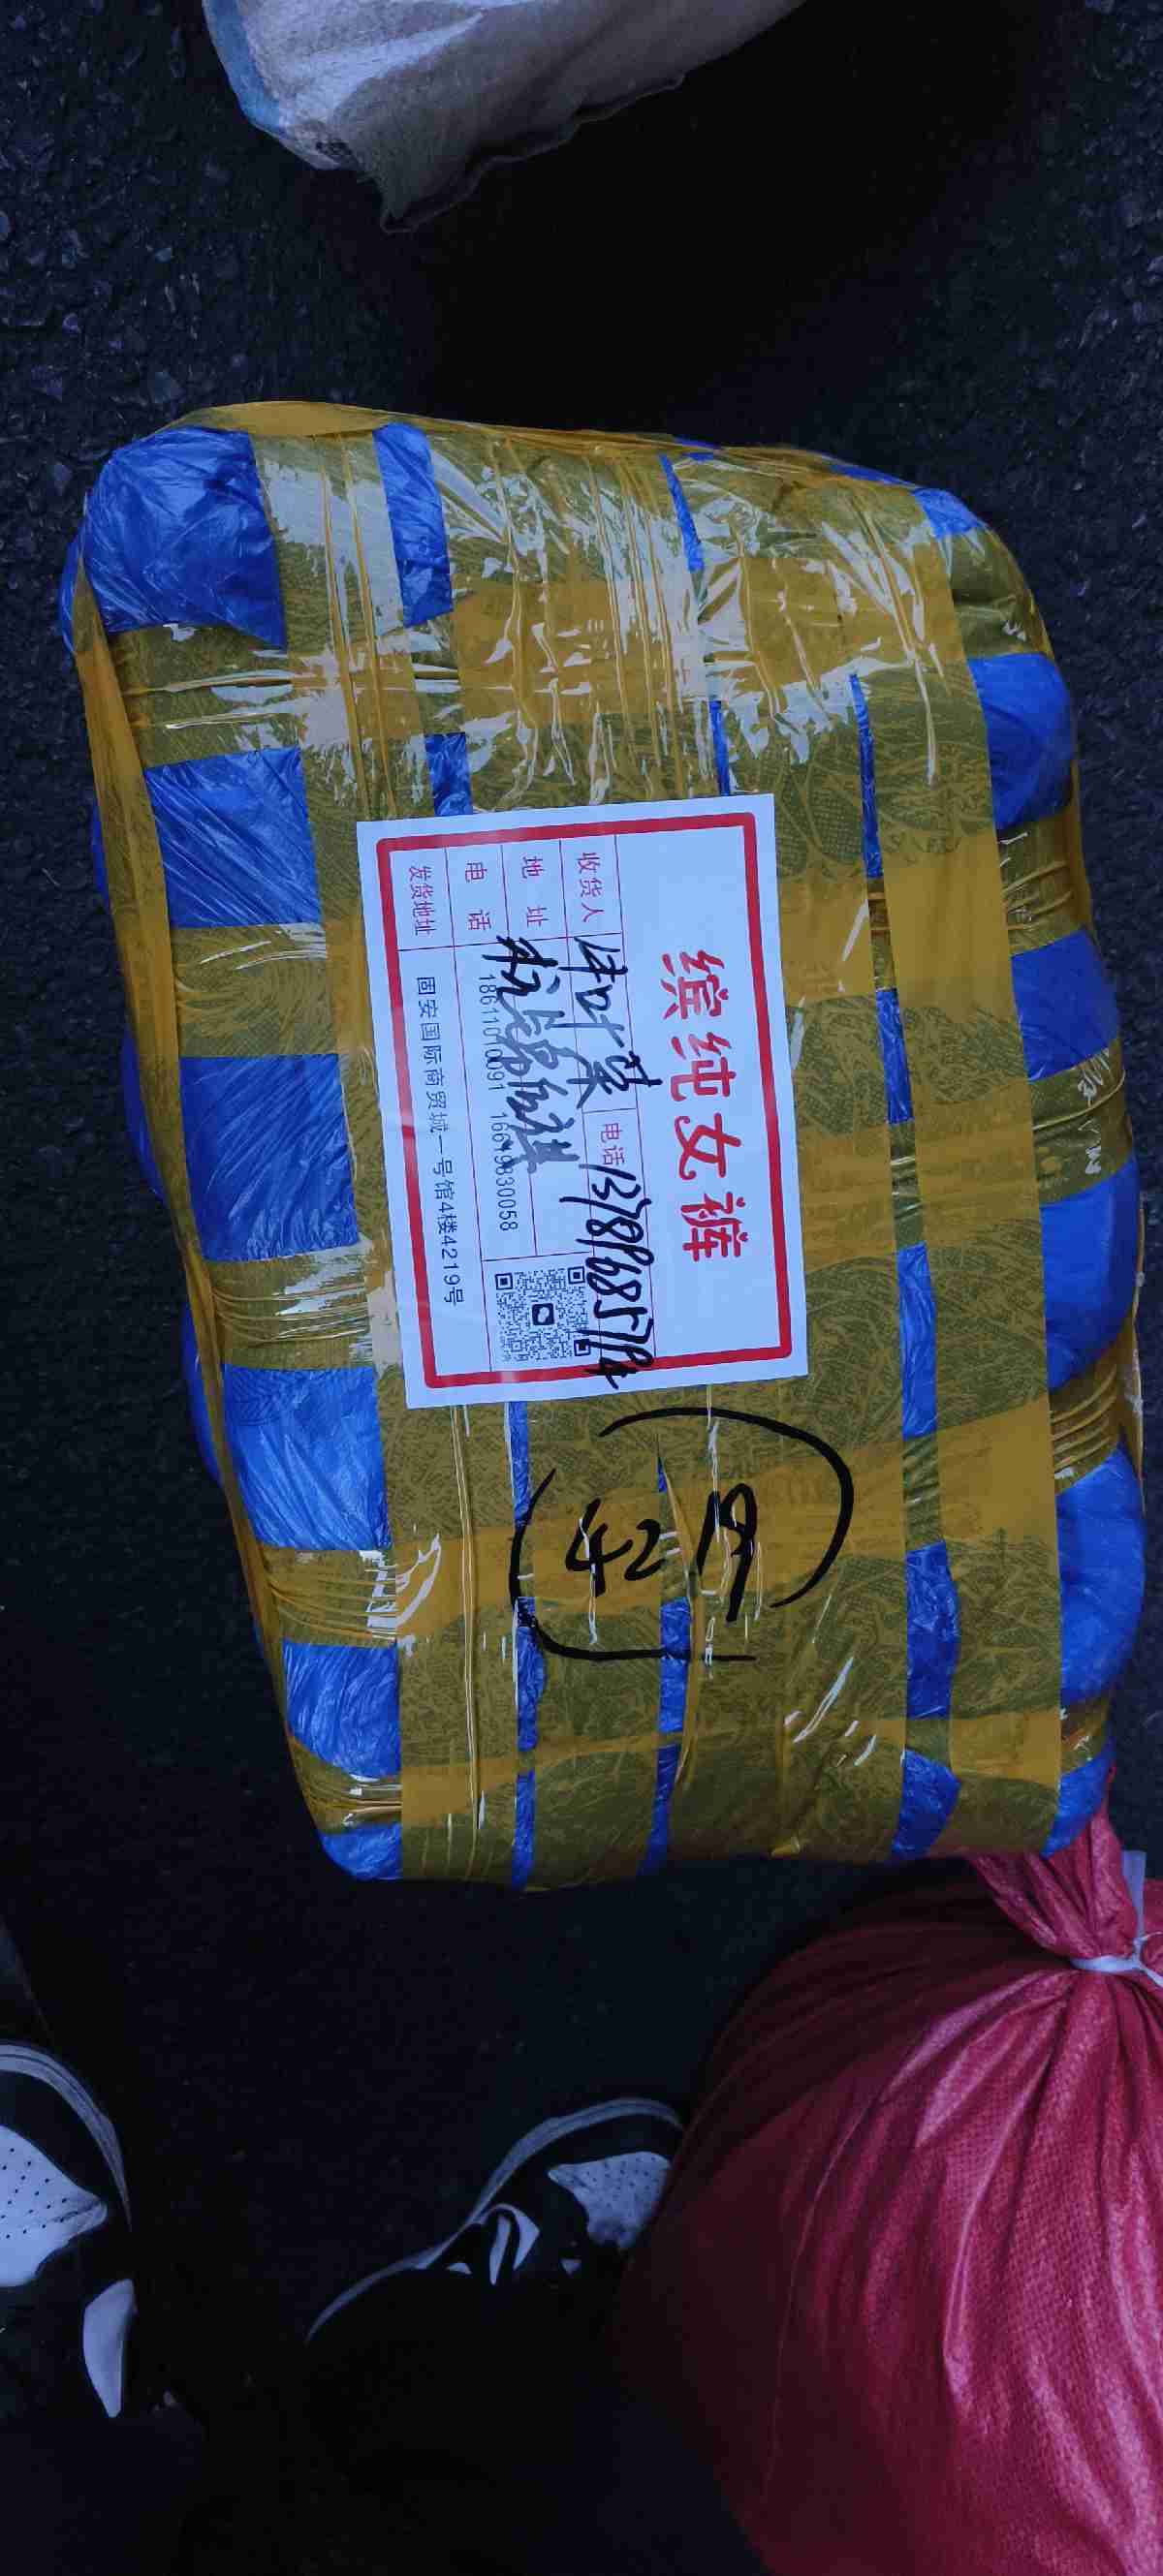 缤纯女裤
收货人
电话
地址
电话 18611010091 16619830058
发货地址 固安国际商贸城一号馆4楼4219号
(4219)